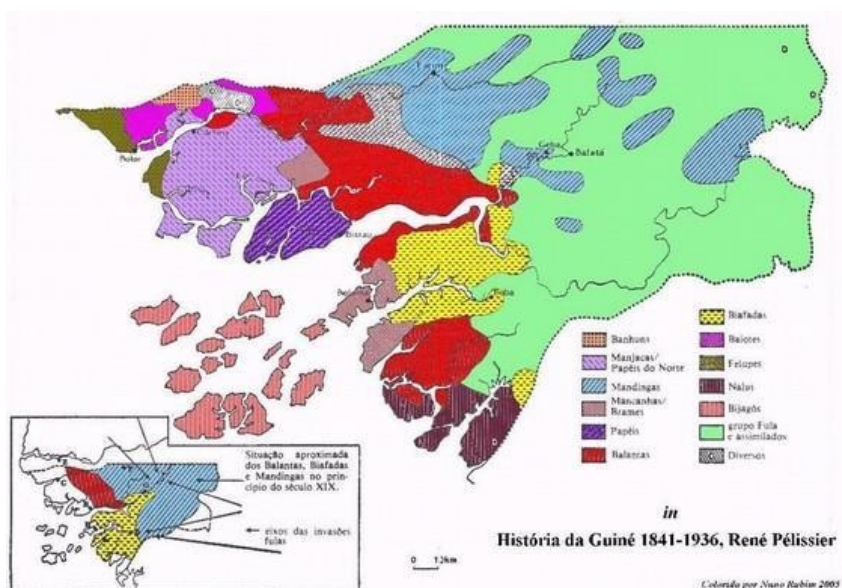 Bissau
Buba
Bafatá
Banhuns
Manjacas/
Papéis do Norte
Mandingas
Mancanhas/
Brames
Papéis
Balantas
Biafadas
Baiotes
Felupes
Nalus
Bijagós
grupo Fula
e assimilados
Diversos
Situação aproximada
dos Balantas, Biafadas
e Mandingas no prin-
cípio do século XIX.
eixos das invasões
fulas
in
História da Guiné 1841-1936, René Pélissier
Colorida por Nuno Rubim 2003